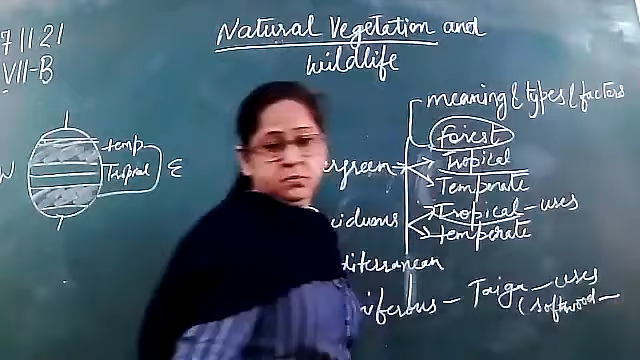 7 11 21
VII-B
Natural Vegetation and
Wildlife
meaning & types & factors
Forest
ergreen
Tropical
Temperate
temp
Tropical
E
iduous
Tropical - uses
temperate
diterranean
iferous - Taiga - uses
(softwood